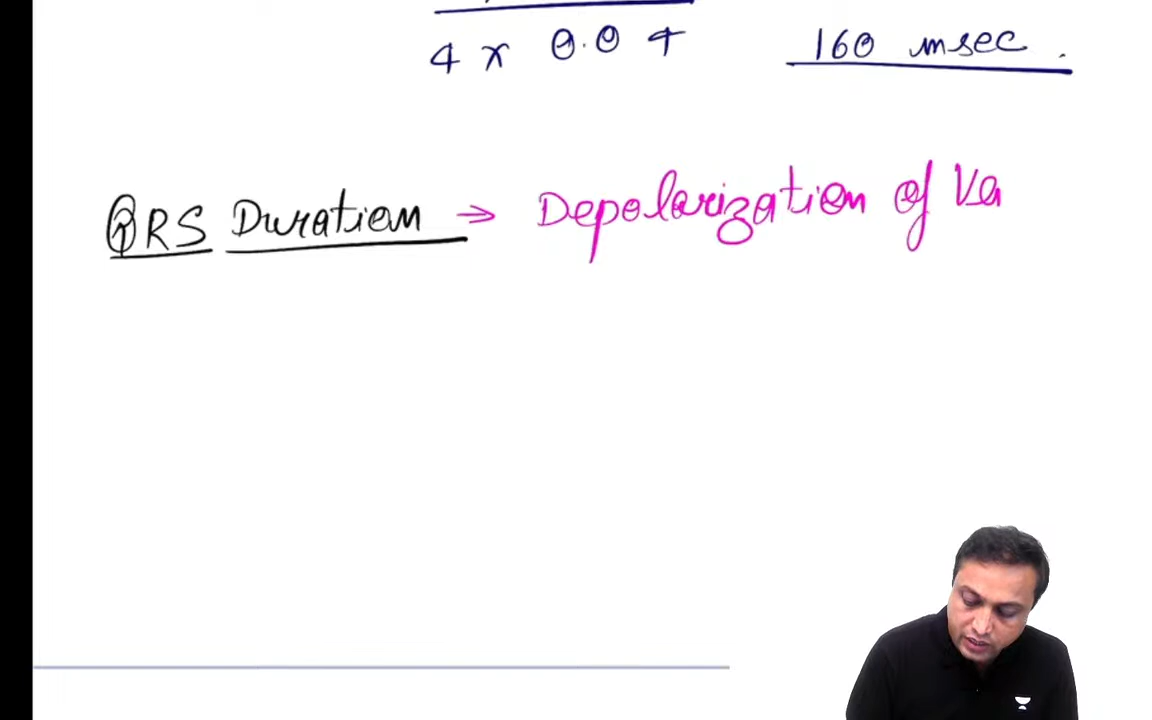 4 x 0.04 160 msec.
QRS Duration → Depolarization of Ve